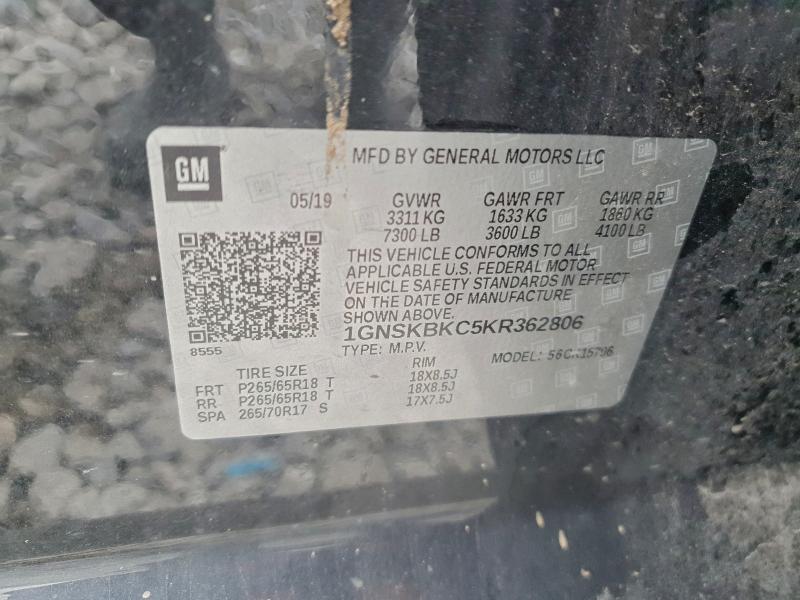 GM
MFD BY GENERAL MOTORS LLC
05/19 GVWR GAWR FRT GAWR RR
3311 KG 1633 KG 1860 KG
7300 LB 3600 LB 4100 LB
THIS VEHICLE CONFORMS TO ALL
APPLICABLE U.S. FEDERAL MOTOR
VEHICLE SAFETY STANDARDS IN EFFECT
ON THE DATE OF MANUFACTURE
SHOWN ABOVE.
1GNSKBKC5KR362806
8555
TYPE: M.P.V. MODEL:
TIRE SIZE RIM
FRT P265/65R18 T 18X8.5J
RR P265/65R18 T 18X8.5J
SPA 265/70R17 S 17X7.5J